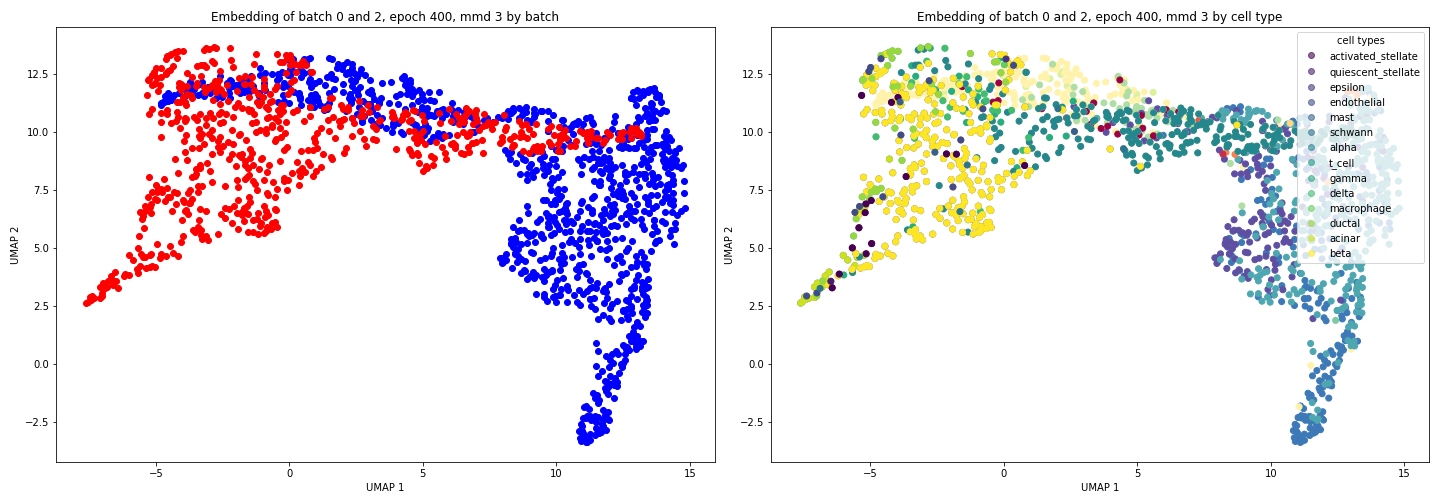 Embedding of batch 0 and 2, epoch 400, mmd 3 by batch
UMAP 2
12.5
10.0
7.5
5.0
2.5
0.0
−2.5
−5
0
5
10
15
UMAP 1
Embedding of batch 0 and 2, epoch 400, mmd 3 by cell type
UMAP 2
12.5
10.0
7.5
5.0
2.5
0.0
−2.5
−5
0
5
10
15
UMAP 1
cell types
activated_stellate
quiescent_stellate
epsilon
endothelial
mast
schwann
alpha
t_cell
gamma
delta
macrophage
ductal
acinar
beta